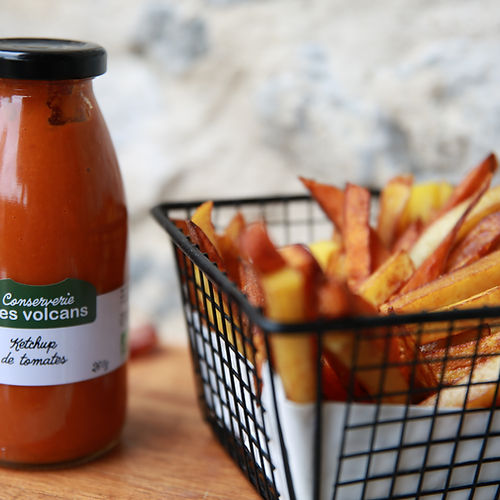 Conserverie
es volcans
Ketchup
de tomates